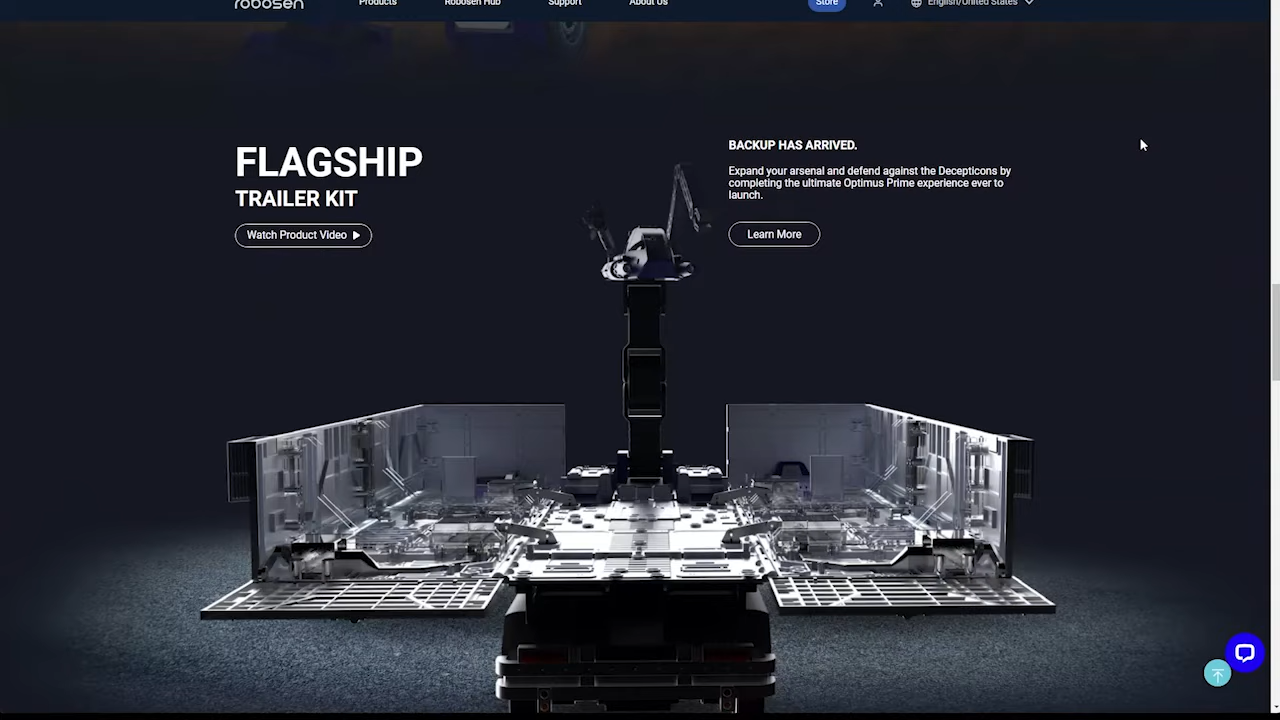 robosen Products Robosen Hub Support About Us Store English/United States
FLAGSHIP
TRAILER KIT
Watch Product Video
BACKUP HAS ARRIVED.
Expand your arsenal and defend against the Decepticons by
completing the ultimate Optimus Prime experience ever to
launch.
Learn More